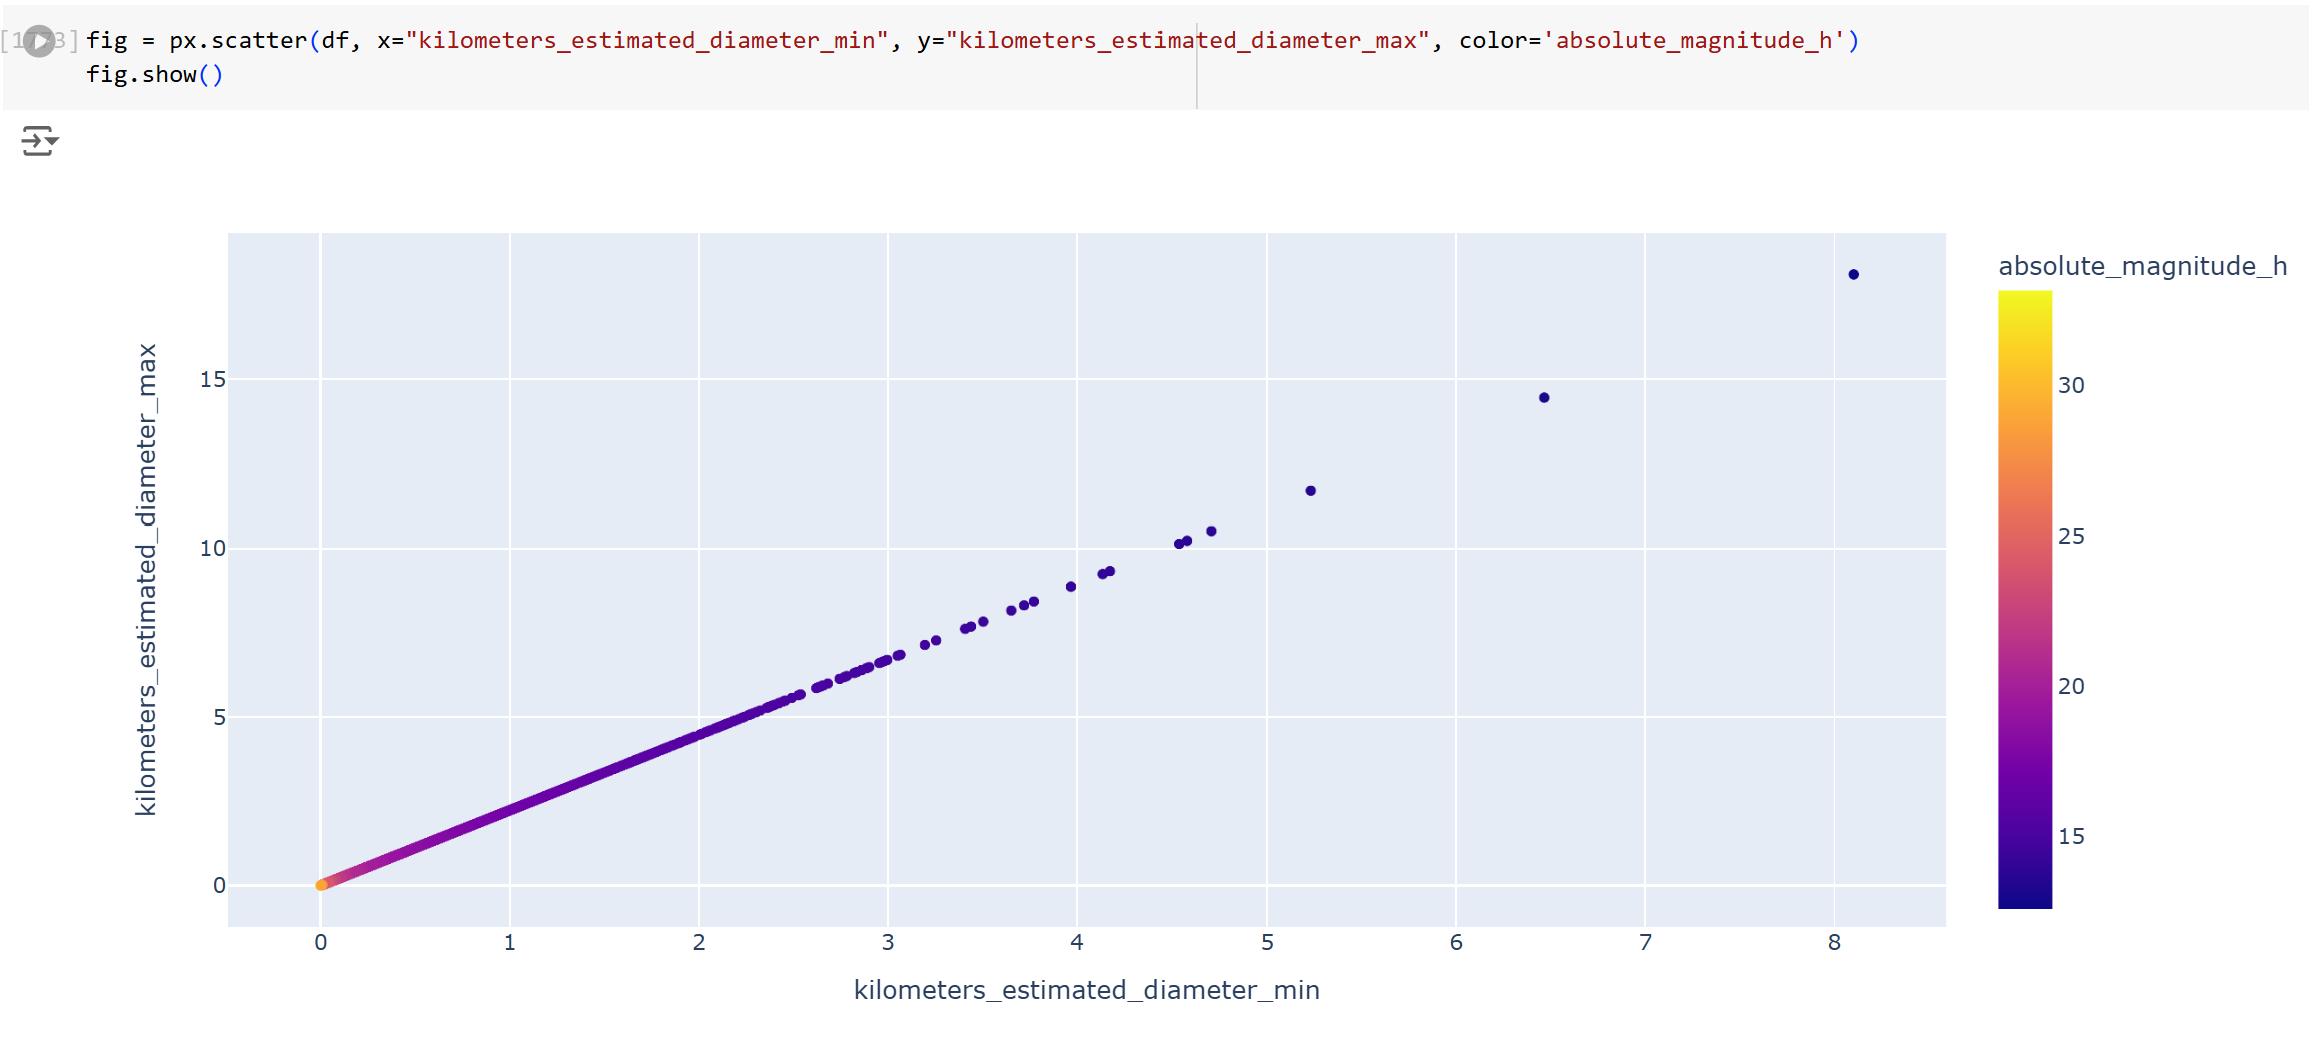 fig = px.scatter(df, x="kilometers_estimated_diameter_min", y="kilometers_estimated_diameter_max", color='absolute_magnitude_h')
fig.show()
absolute_magnitude_h
30
25
20
15
kilometers_estimated_diameter_max
15
10
5
0
0 1 2 3 4 5 6 7 8
kilometers_estimated_diameter_min